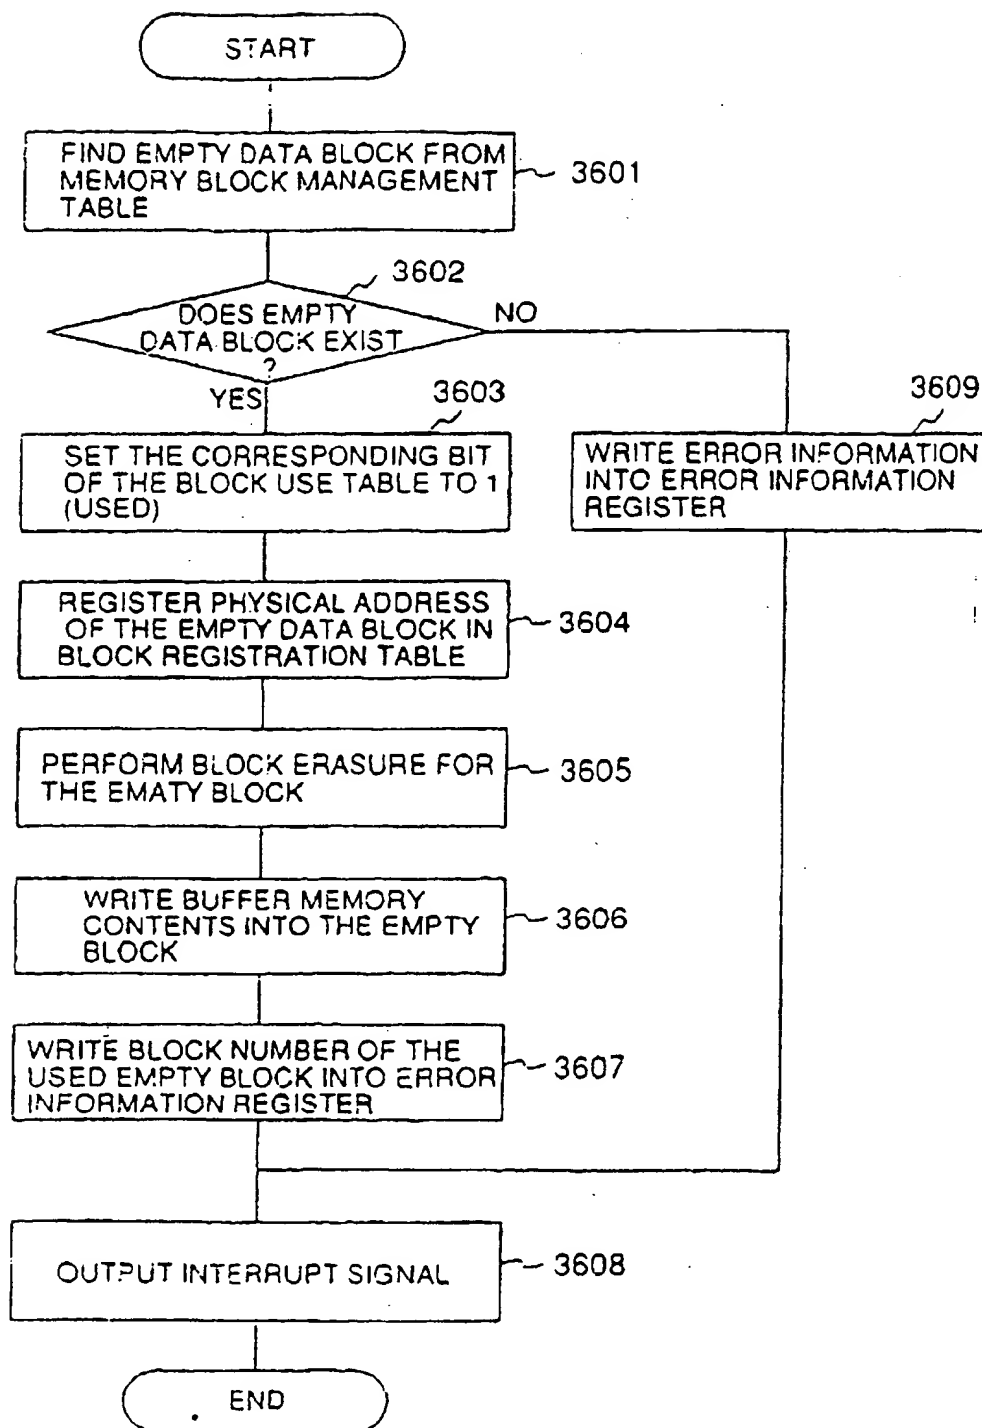 START
FIND EMPTY DATA BLOCK FROM
MEMORY BLOCK MANAGEMENT
TABLE
3601
3602
DOES EMPTY
DATA BLOCK EXIST
?
NO
YES
3603
SET THE CORRESPONDING BIT
OF THE BLOCK USE TABLE TO 1
(USED)
3609
WRITE ERROR INFORMATION
INTO ERROR INFORMATION
REGISTER
REGISTER PHYSICAL ADDRESS
OF THE EMPTY DATA BLOCK IN
BLOCK REGISTRATION TABLE
3604
PERFORM BLOCK ERASURE FOR
THE EMATY BLOCK
3605
WRITE BUFFER MEMORY
CONTENTS INTO THE EMPTY
BLOCK
3606
WRITE BLOCK NUMBER OF THE
USED EMPTY BLOCK INTO ERROR
INFORMATION REGISTER
3607
OUTPUT INTERRUPT SIGNAL
3608
END